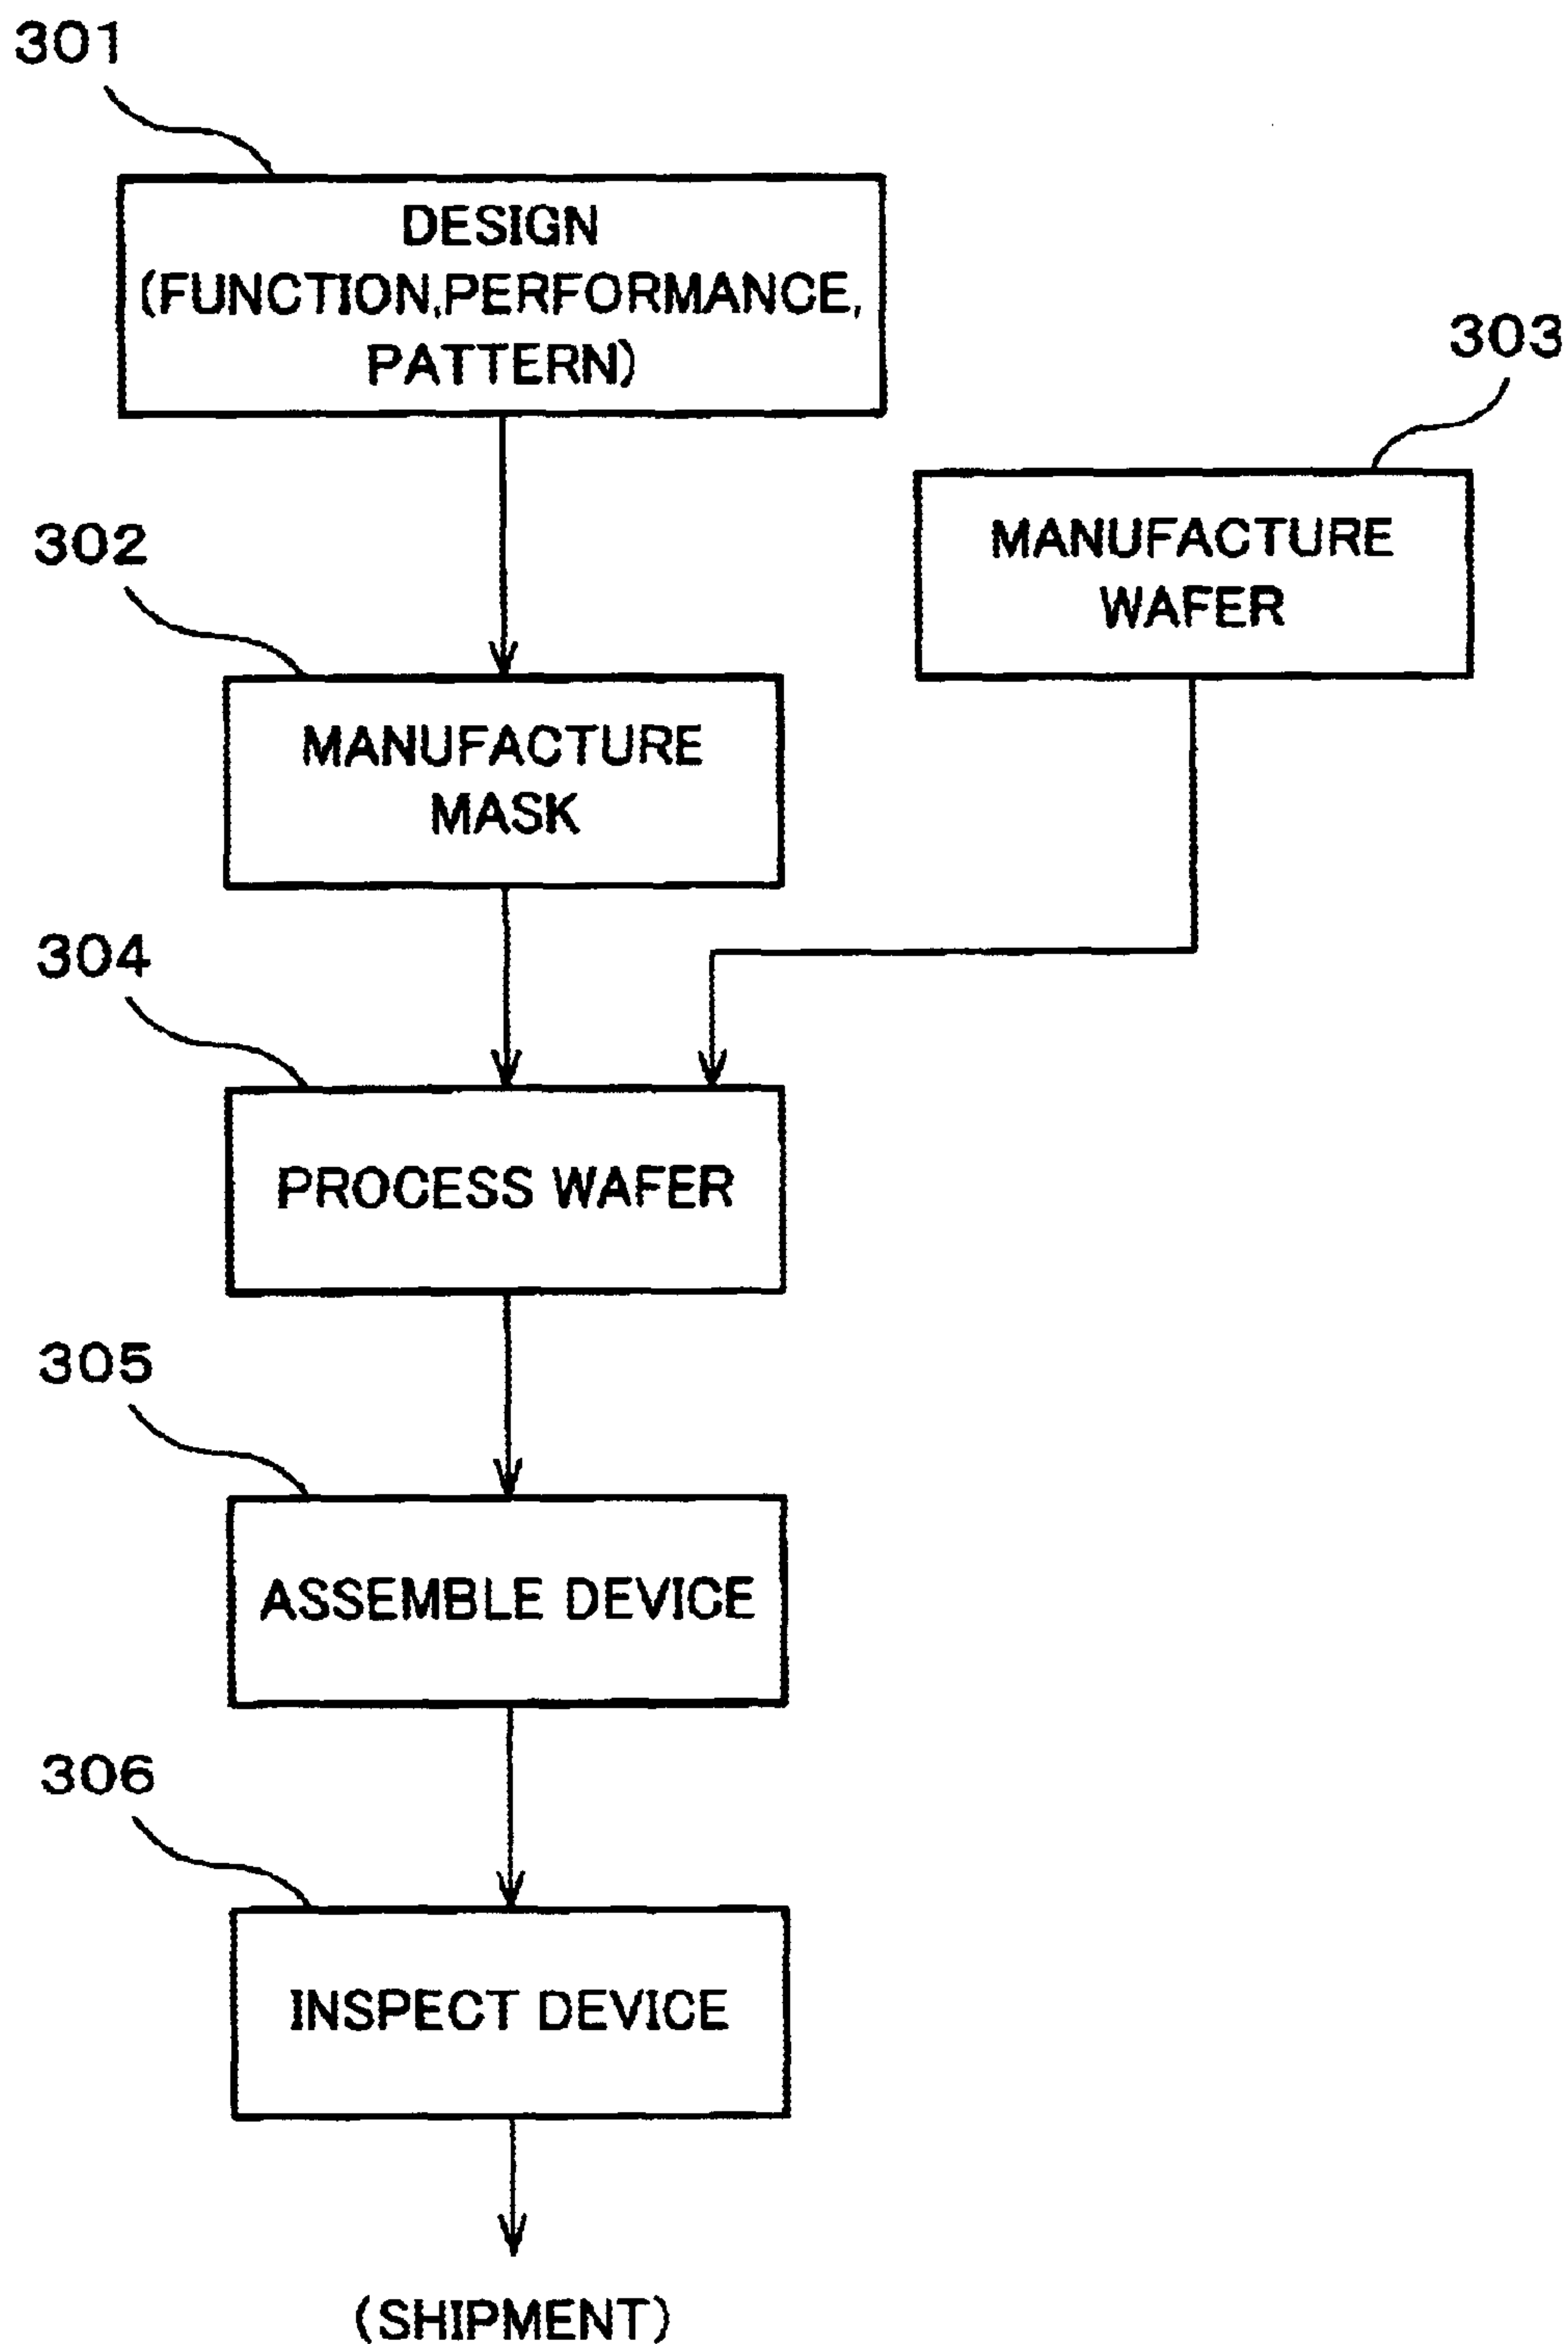 301
DESIGN
(FUNCTION,PERFORMANCE,
PATTERN)
303
MANUFACTURE
WAFER
302
MANUFACTURE
MASK
304
PROCESS WAFER
305
ASSEMBLE DEVICE
306
INSPECT DEVICE
(SHIPMENT)